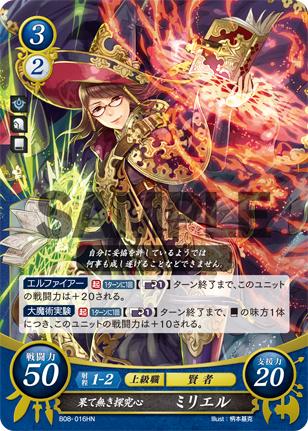 3
2
SAMPLE
自分に妥協を許しているようでは
何事も成し遂げることなどできません。
エルファイアー 起 1ターンに1回 1 ターン終了まで、このユニット
の戦闘力は+20される。
大魔術実験 起 1ターンに1回 1 ターン終了まで、の味方1体
につき、このユニットの戦闘力は+10される。
戦闘力
50
射程 1-2 上級職 賢者
支援力
20
果て無き探究心 ミリエル
B08-016HN
Illust:柄本基克